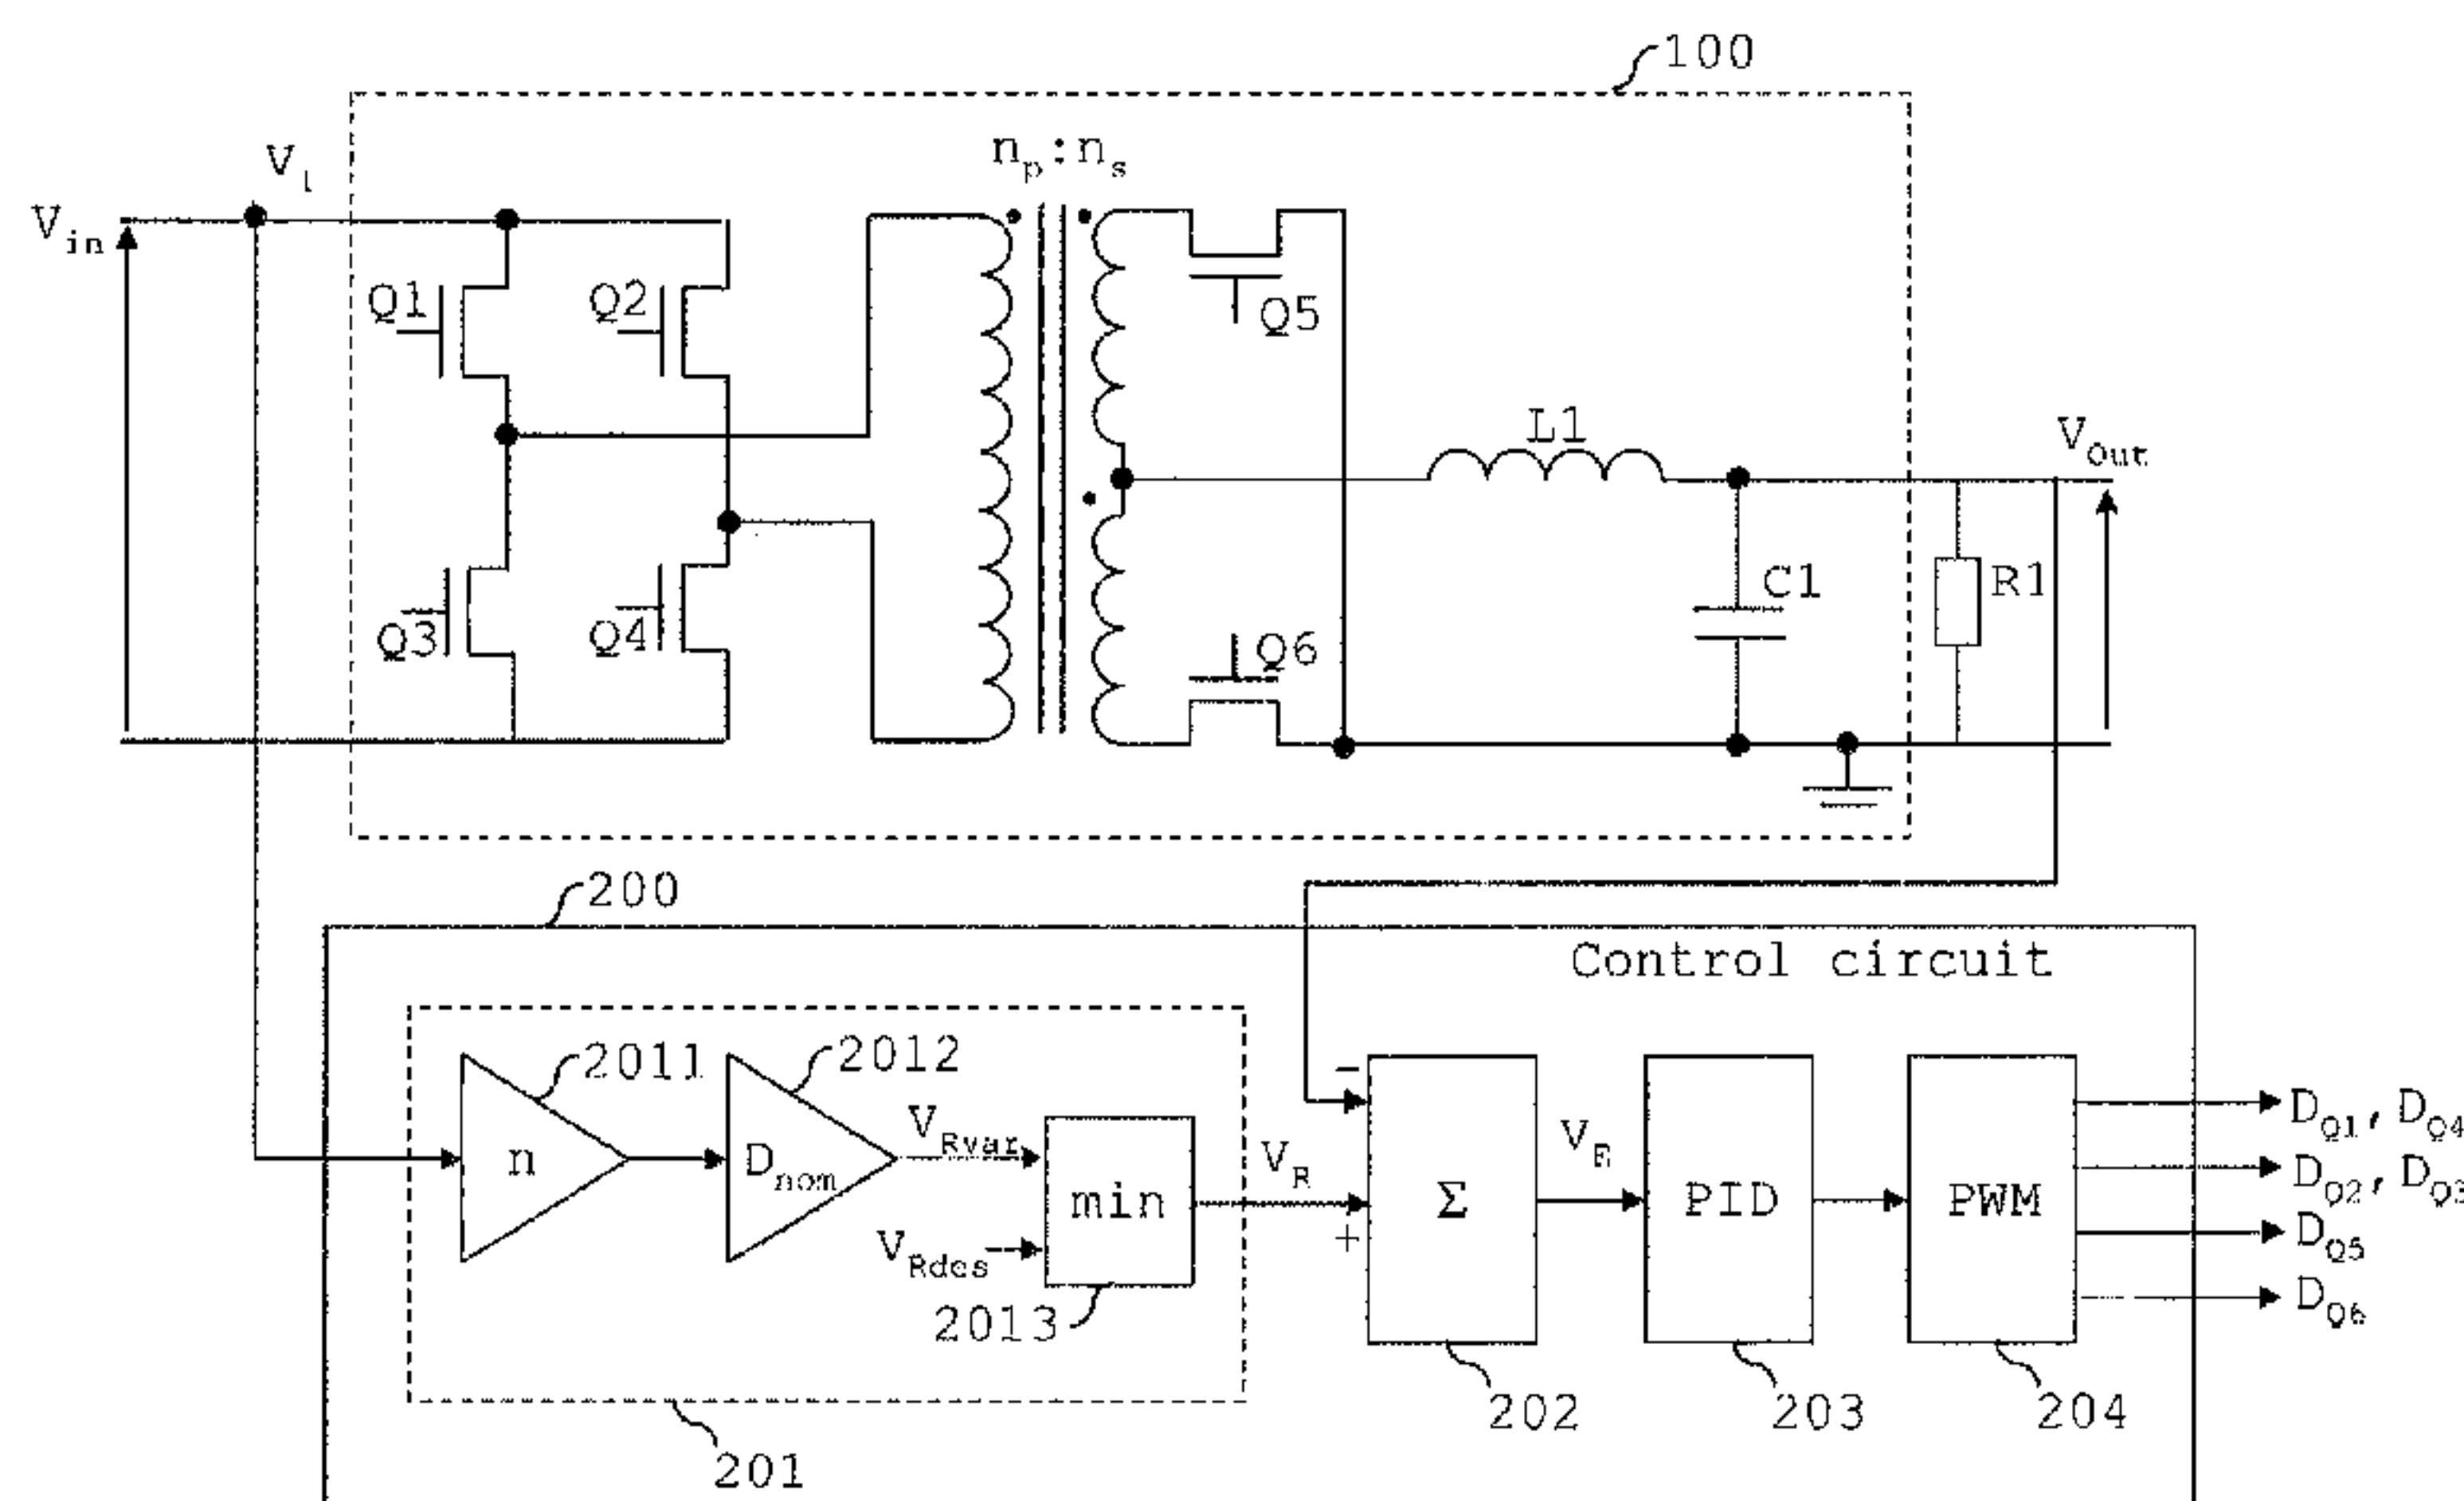 100
V_I
n_p:n_s
V_in
Q1
Q2
Q5
L1
V_Out
Q3
Q4
Q6
C1
R1
200
Control circuit
2011
2012
n
D_nom
V_Rvar
V_Rdes
min
2013
V_R
-
+
Σ
V_E
PID
PWM
D_Q1, D_Q4
D_Q2, D_Q3
D_Q5
D_Q6
202
203
204
201